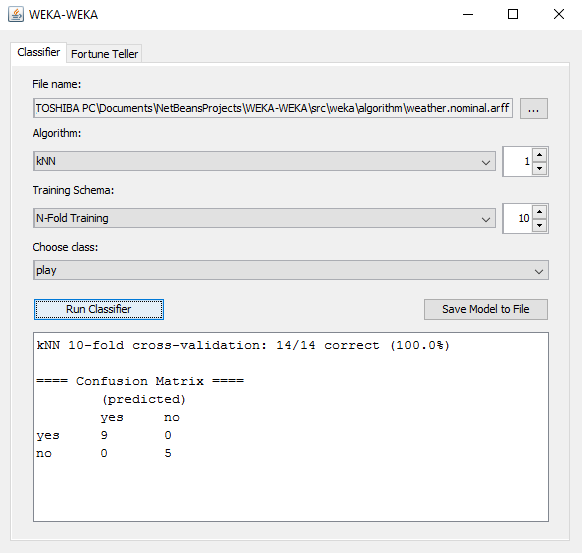 WEKA-WEKA
Classifier Fortune Teller
File name:
TOSHIBA PC\Documents\NetBeansProjects\WEKA-WEKA\src\weka\algorithm\weather.nominal.arff ...
Algorithm:
kNN 1
Training Schema:
N-Fold Training 10
Choose class:
play
Run Classifier Save Model to File
kNN 10-fold cross-validation: 14/14 correct (100.0%)
==== Confusion Matrix ====
(predicted)
yes no
yes 9 0
no 0 5